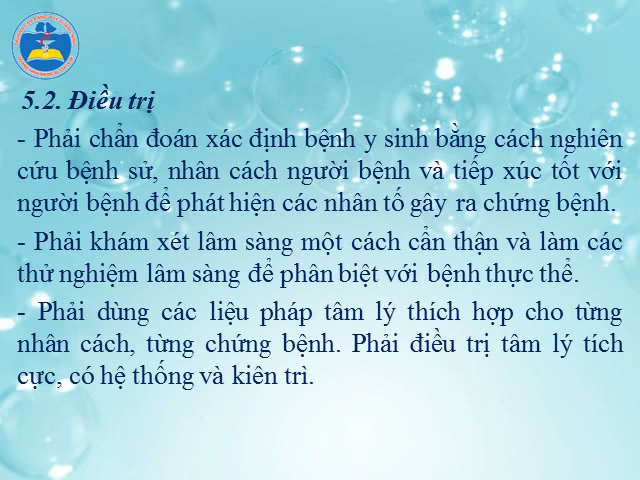 5.2. Điều trị
- Phải chẩn đoán xác định bệnh y sinh bằng cách nghiên
cứu bệnh sử, nhân cách người bệnh và tiếp xúc tốt với
người bệnh để phát hiện các nhân tố gây ra chứng bệnh.
- Phải khám xét lâm sàng một cách cẩn thận và làm các
thử nghiệm lâm sàng để phân biệt với bệnh thực thể.
- Phải dùng các liệu pháp tâm lý thích hợp cho từng
nhân cách, từng chứng bệnh. Phải điều trị tâm lý tích
cực, có hệ thống và kiên trì.